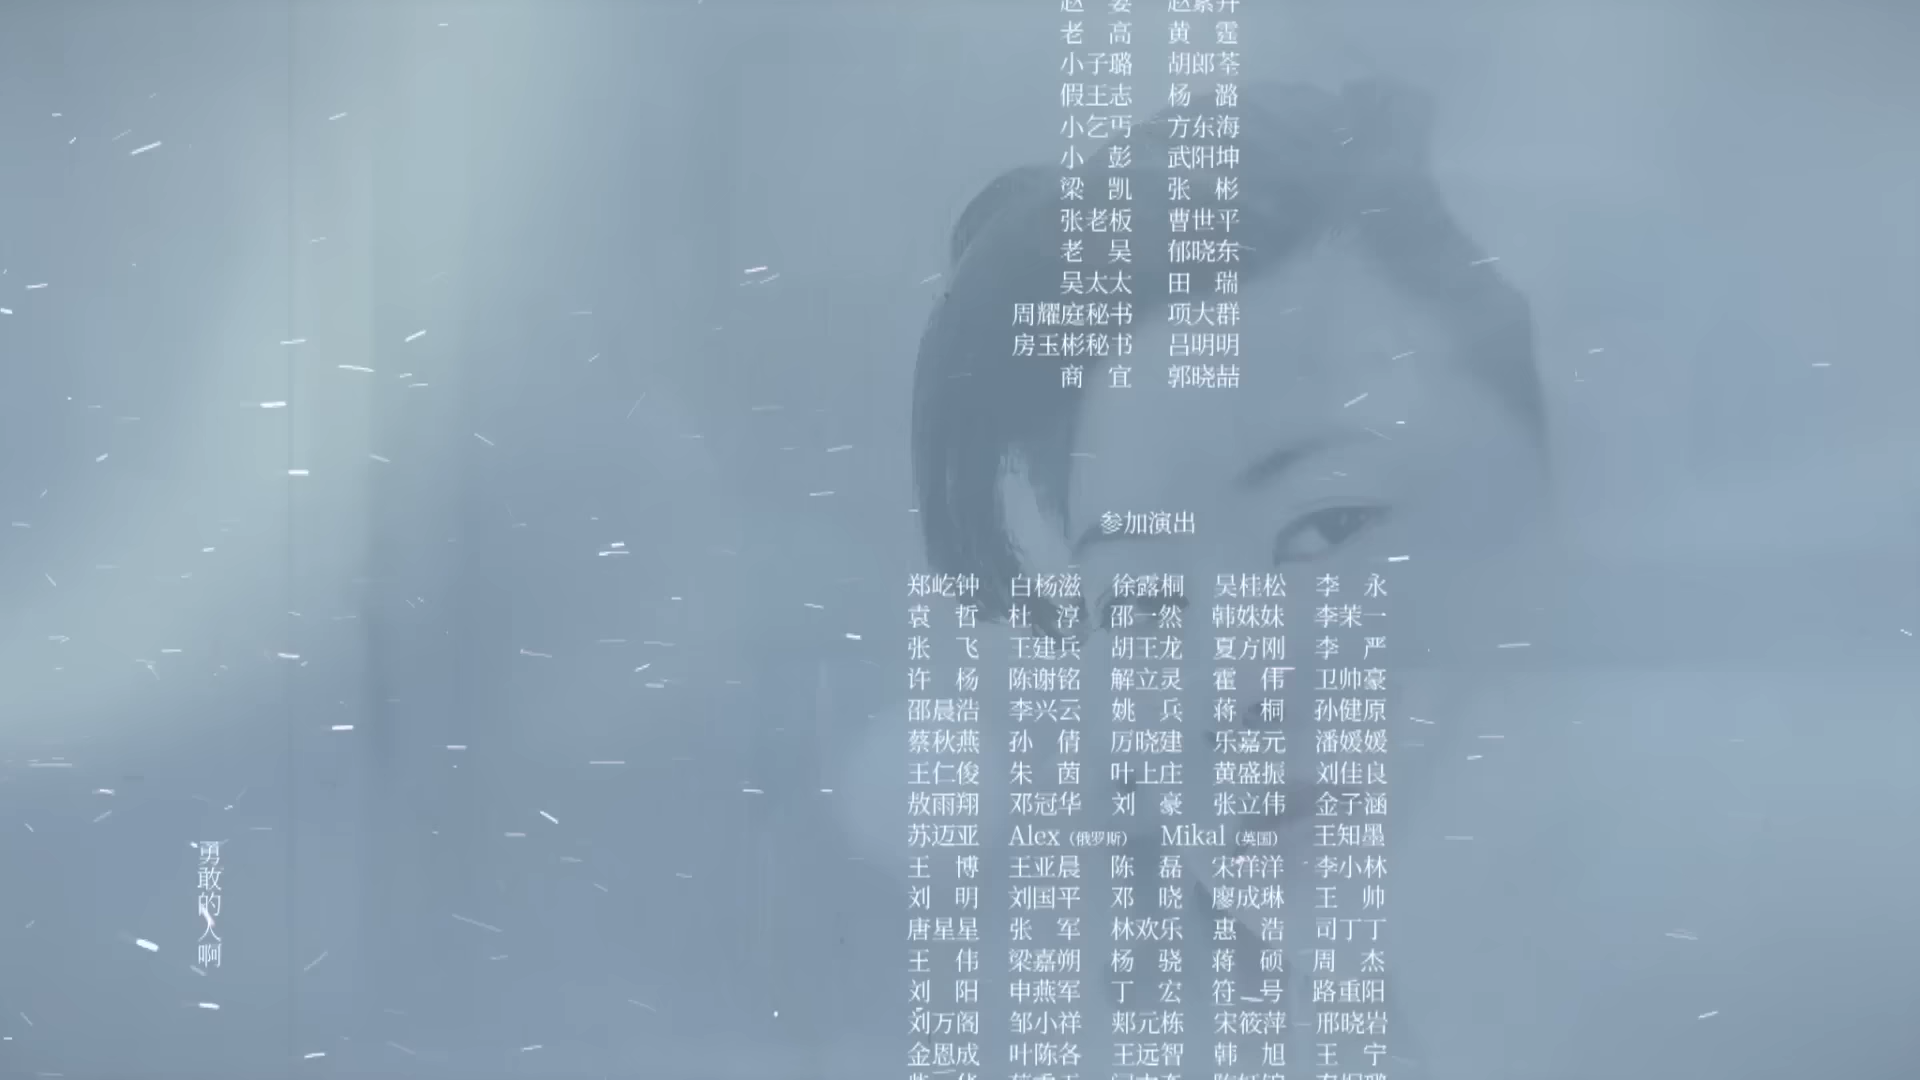 老 高 黄 霆
小子璐 胡郎荃
假王志 杨 潞
小乞丐 方东海
小 彭 武阳坤
梁 凯 张 彬
张老板 曹世平
老 吴 郁晓东
吴太太 田 瑞
周耀庭秘书 项大群
房玉彬秘书 吕明明
商 宜 郭晓喆
参加演出
郑屹钟 白杨滋 徐露桐 吴桂松 李 永
袁 哲 杜 淳 邵一然 韩姝妹 李茉一
张 飞 王建兵 胡王龙 夏方刚 李 严
许 杨 陈谢铭 解立灵 霍 伟 卫帅豪
邵晨浩 李兴云 姚 兵 蒋 桐 孙健原
蔡秋燕 孙 倩 厉晓建 乐嘉元 潘媛媛
王仁俊 朱 茵 叶上庄 黄盛振 刘佳良
敖雨翔 邓冠华 刘 豪 张立伟 金子涵
苏迈亚 Alex（俄罗斯） Mikal（英国） 王知墨
王 博 王亚晨 陈 磊 宋洋洋 李小林
刘 明 刘国平 邓 晓 廖成琳 王 帅
唐星星 张 军 林欢乐 惠 浩 司丁丁
王 伟 梁嘉朔 杨 骁 蒋 硕 周 杰
刘 阳 申燕军 丁 宏 符 号 路重阳
刘万阁 邹小祥 郏元栋 宋筱萍 邢晓岩
金恩成 叶陈各 王远智 韩 旭 王 宁
勇敢的人啊